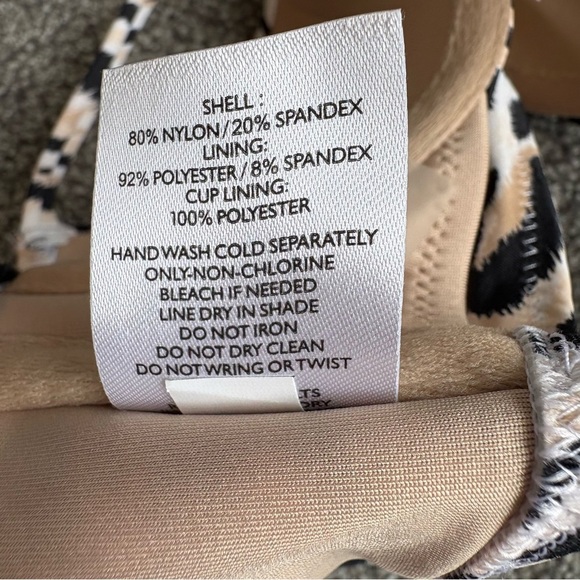 SHELL :
80% NYLON / 20% SPANDEX
LINING:
92% POLYESTER / 8% SPANDEX
CUP LINING:
100% POLYESTER
HAND WASH COLD SEPARATELY
ONLY-NON-CHLORINE
BLEACH IF NEEDED
LINE DRY IN SHADE
DO NOT IRON
DO NOT DRY CLEAN
DO NOT WRING OR TWIST